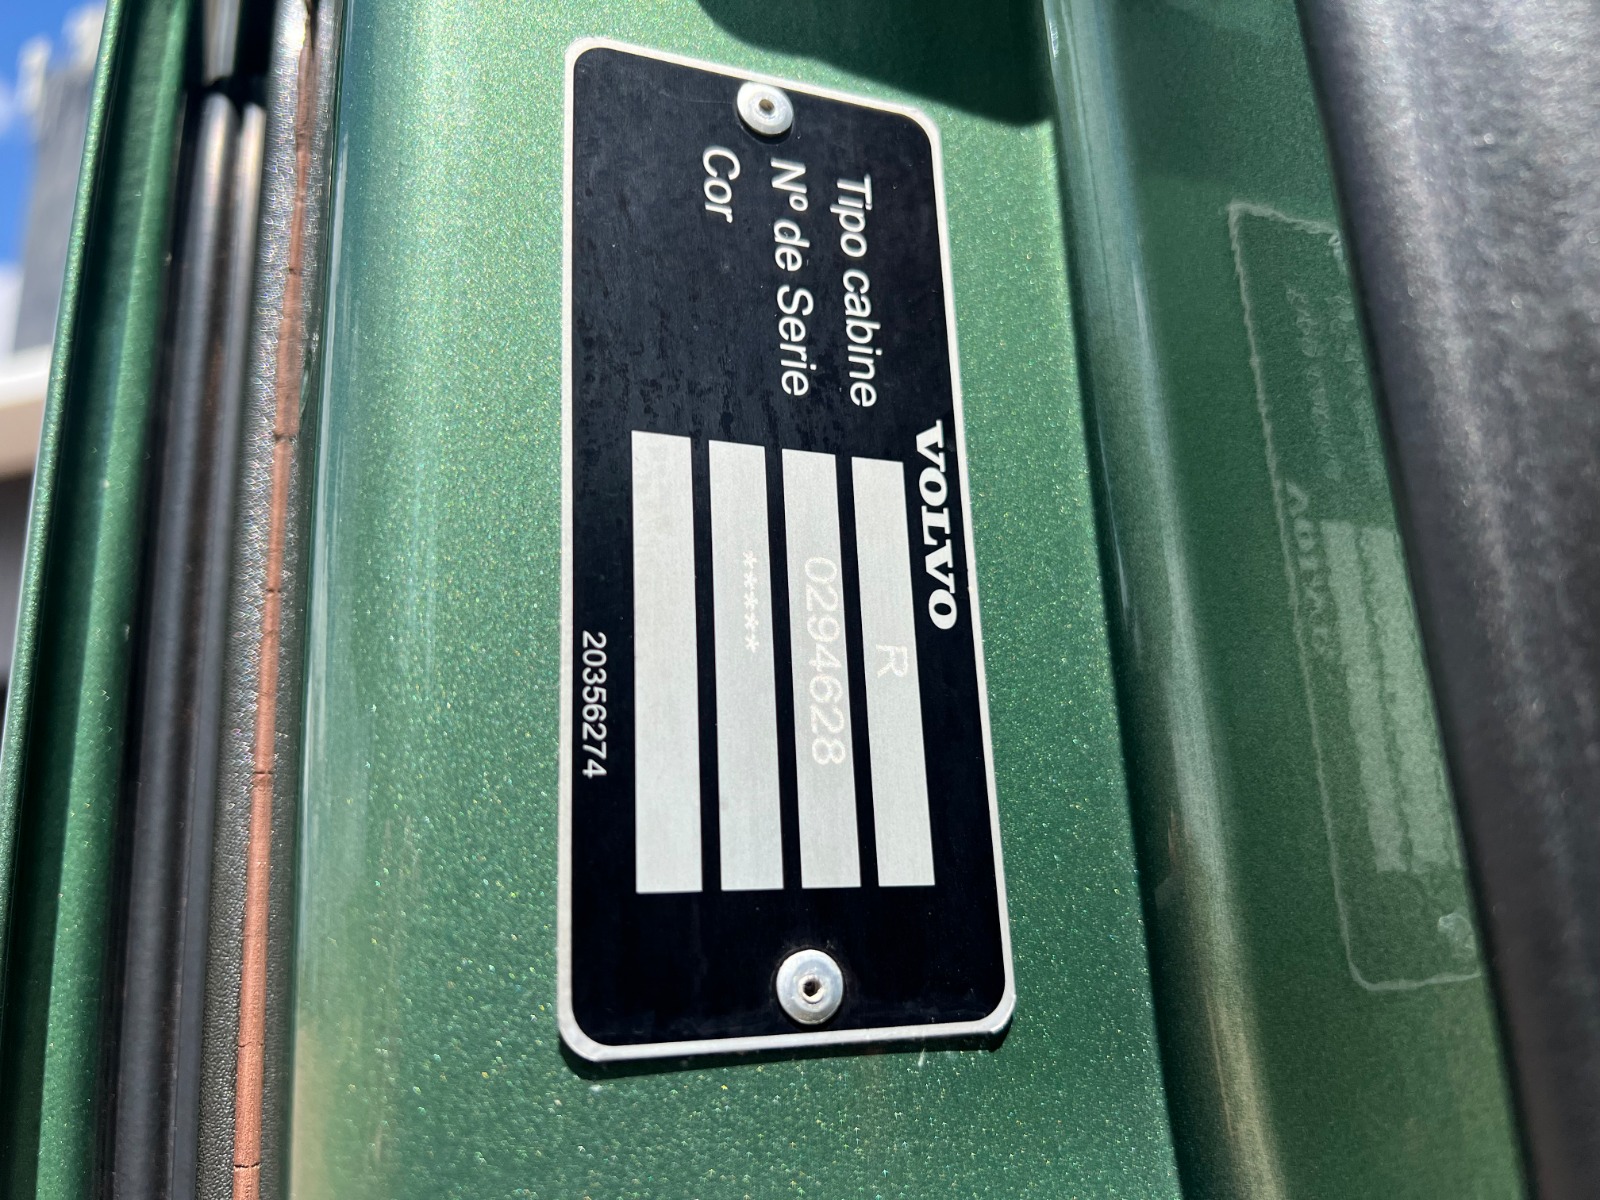 VOLVO
Tipo cabine R
Nº de Serie 0294628
Cor *****
20356274